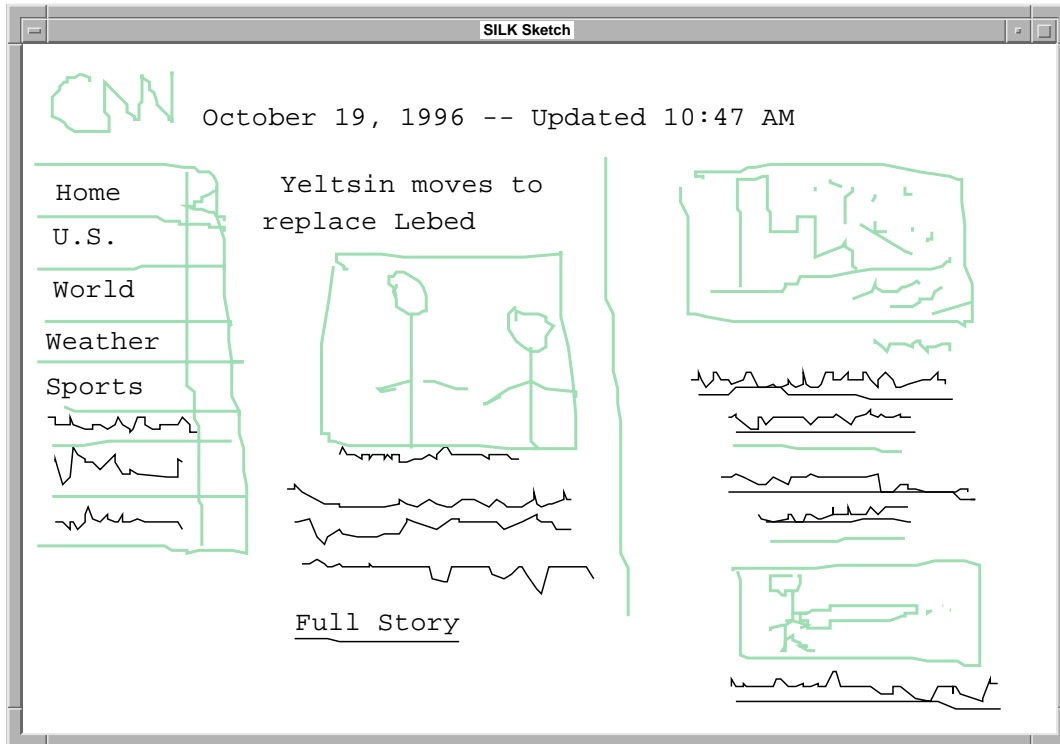 SILK Sketch
CNN
October 19, 1996 -- Updated 10:47 AM
Home
U.S.
World
Weather
Sports
Yeltsin moves to
replace Lebed
Full Story